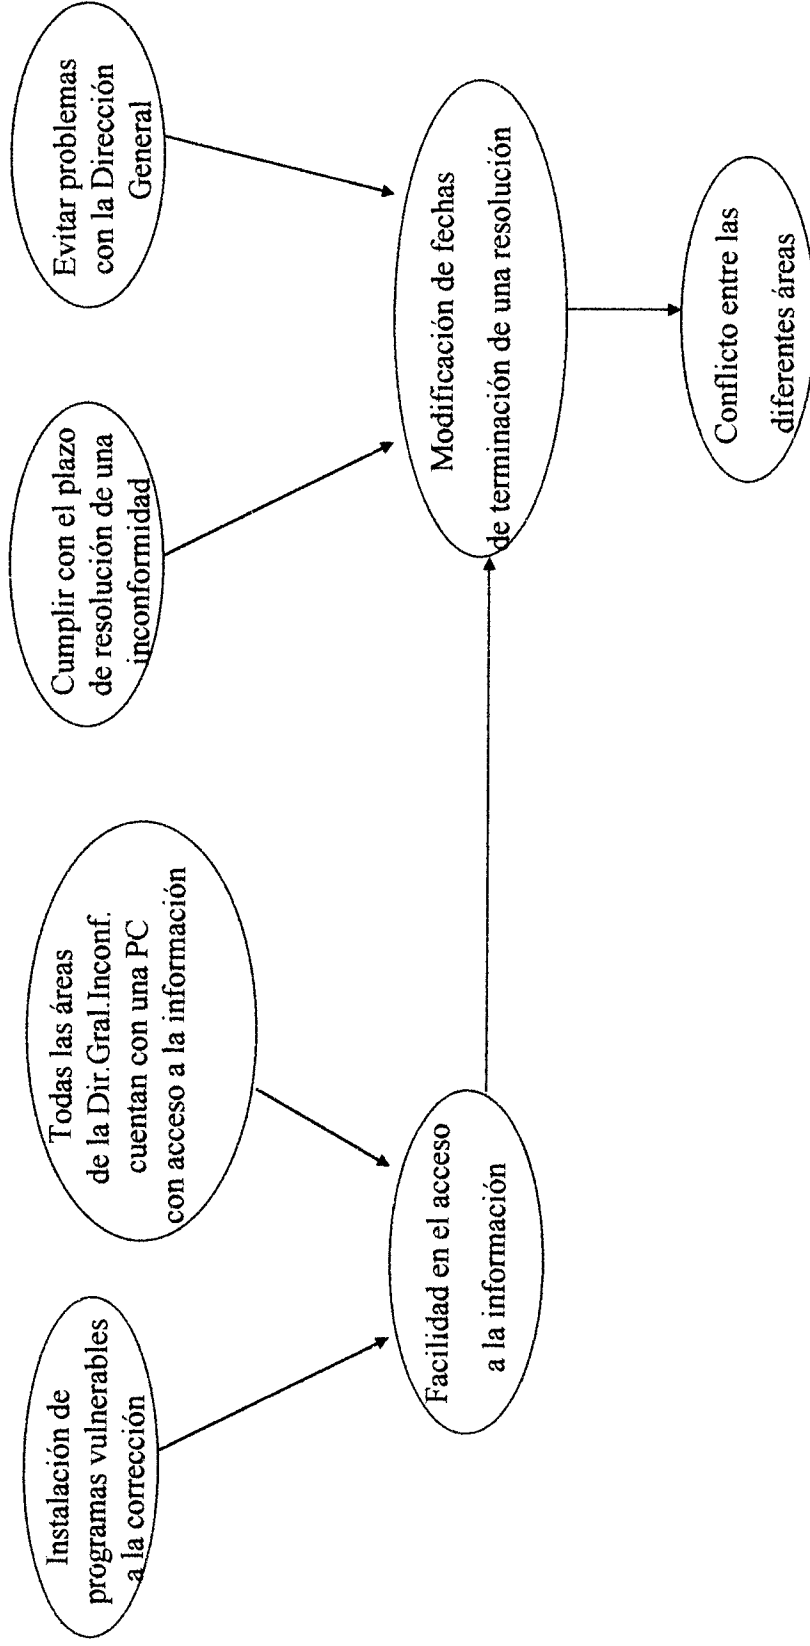 Instalación de
programas vulnerables
a la corrección
Todas las áreas
de la Dir.Gral.Inconf.
cuentan con una PC
con acceso a la información
Cumplir con el plazo
de resolución de una
inconformidad
Evitar problemas
con la Dirección
General
Facilidad en el acceso
a la información
Modificación de fechas
de terminación de una resolución
Conflicto entre las
diferentes áreas